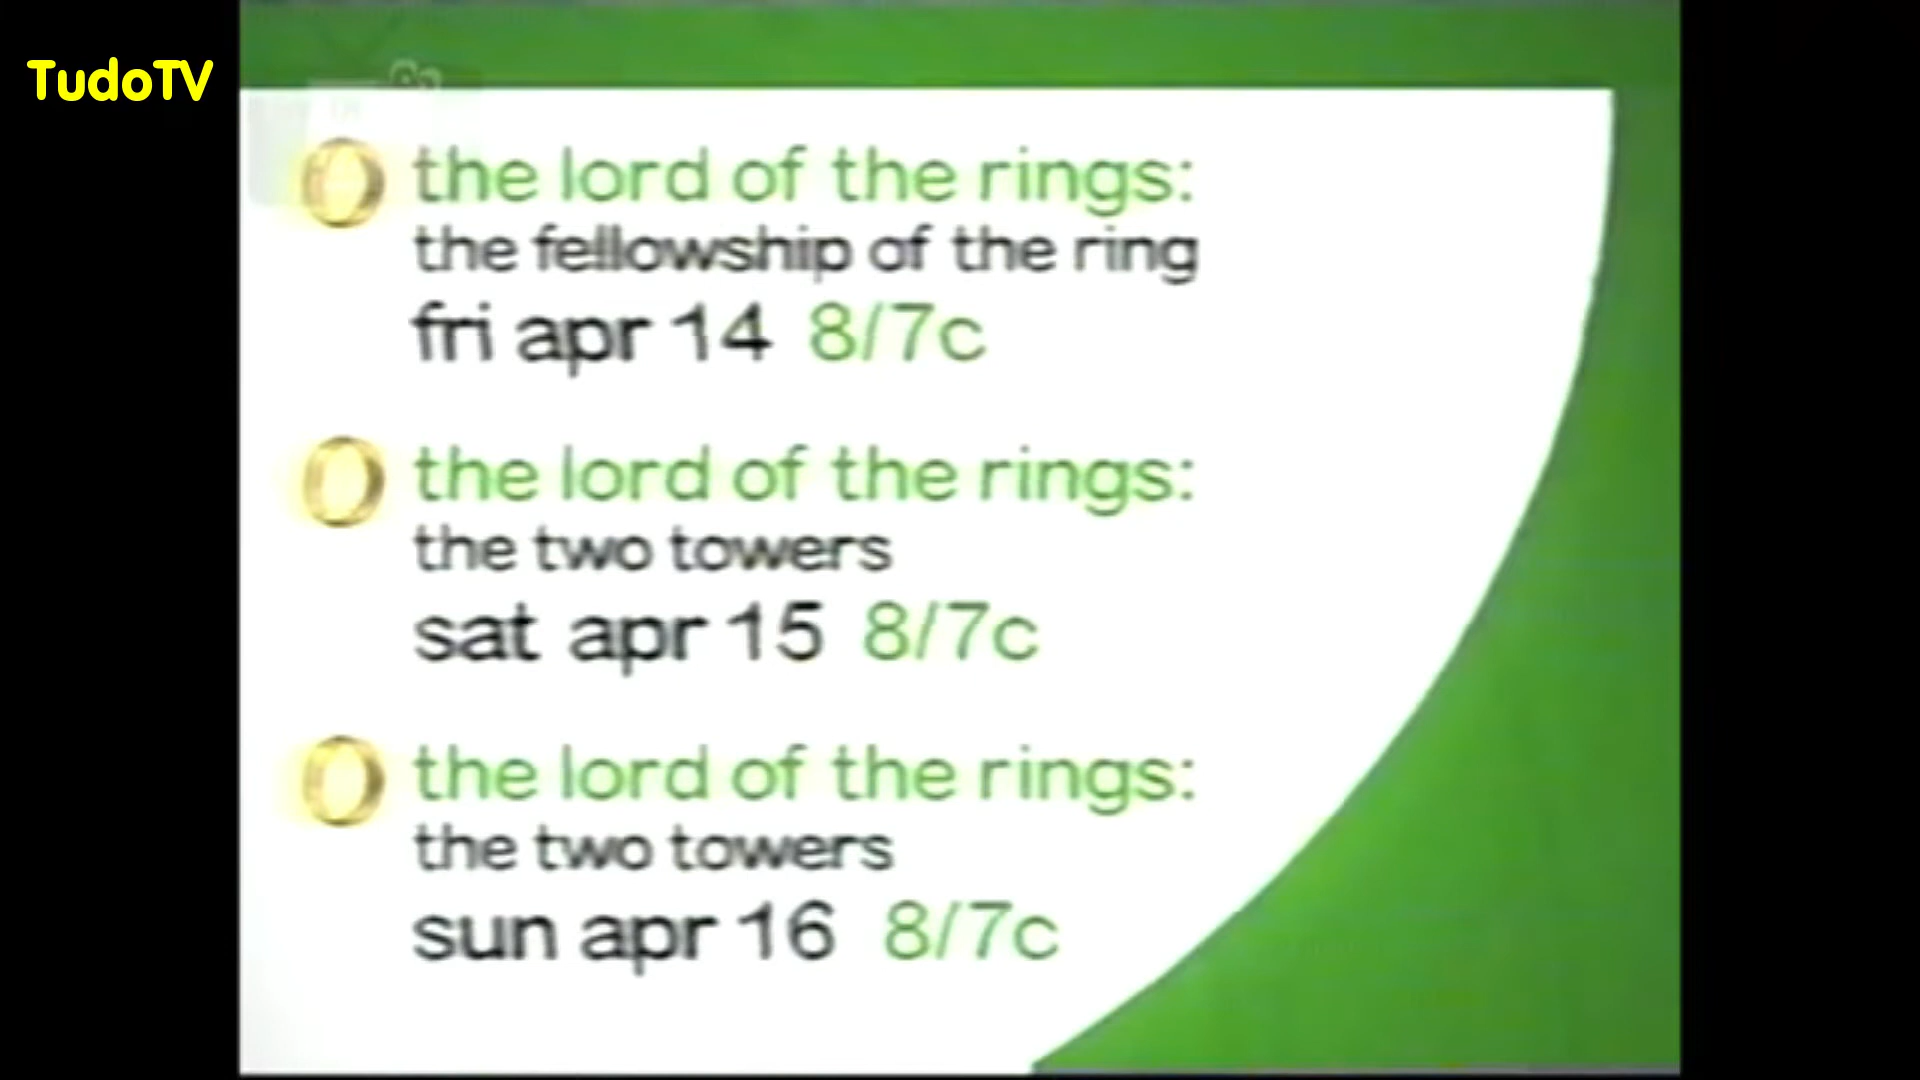 TudoTV
the lord of the rings:
the fellowship of the ring
fri apr 14 8/7c
the lord of the rings:
the two towers
sat apr 15 8/7c
the lord of the rings:
the two towers
sun apr 16 8/7c